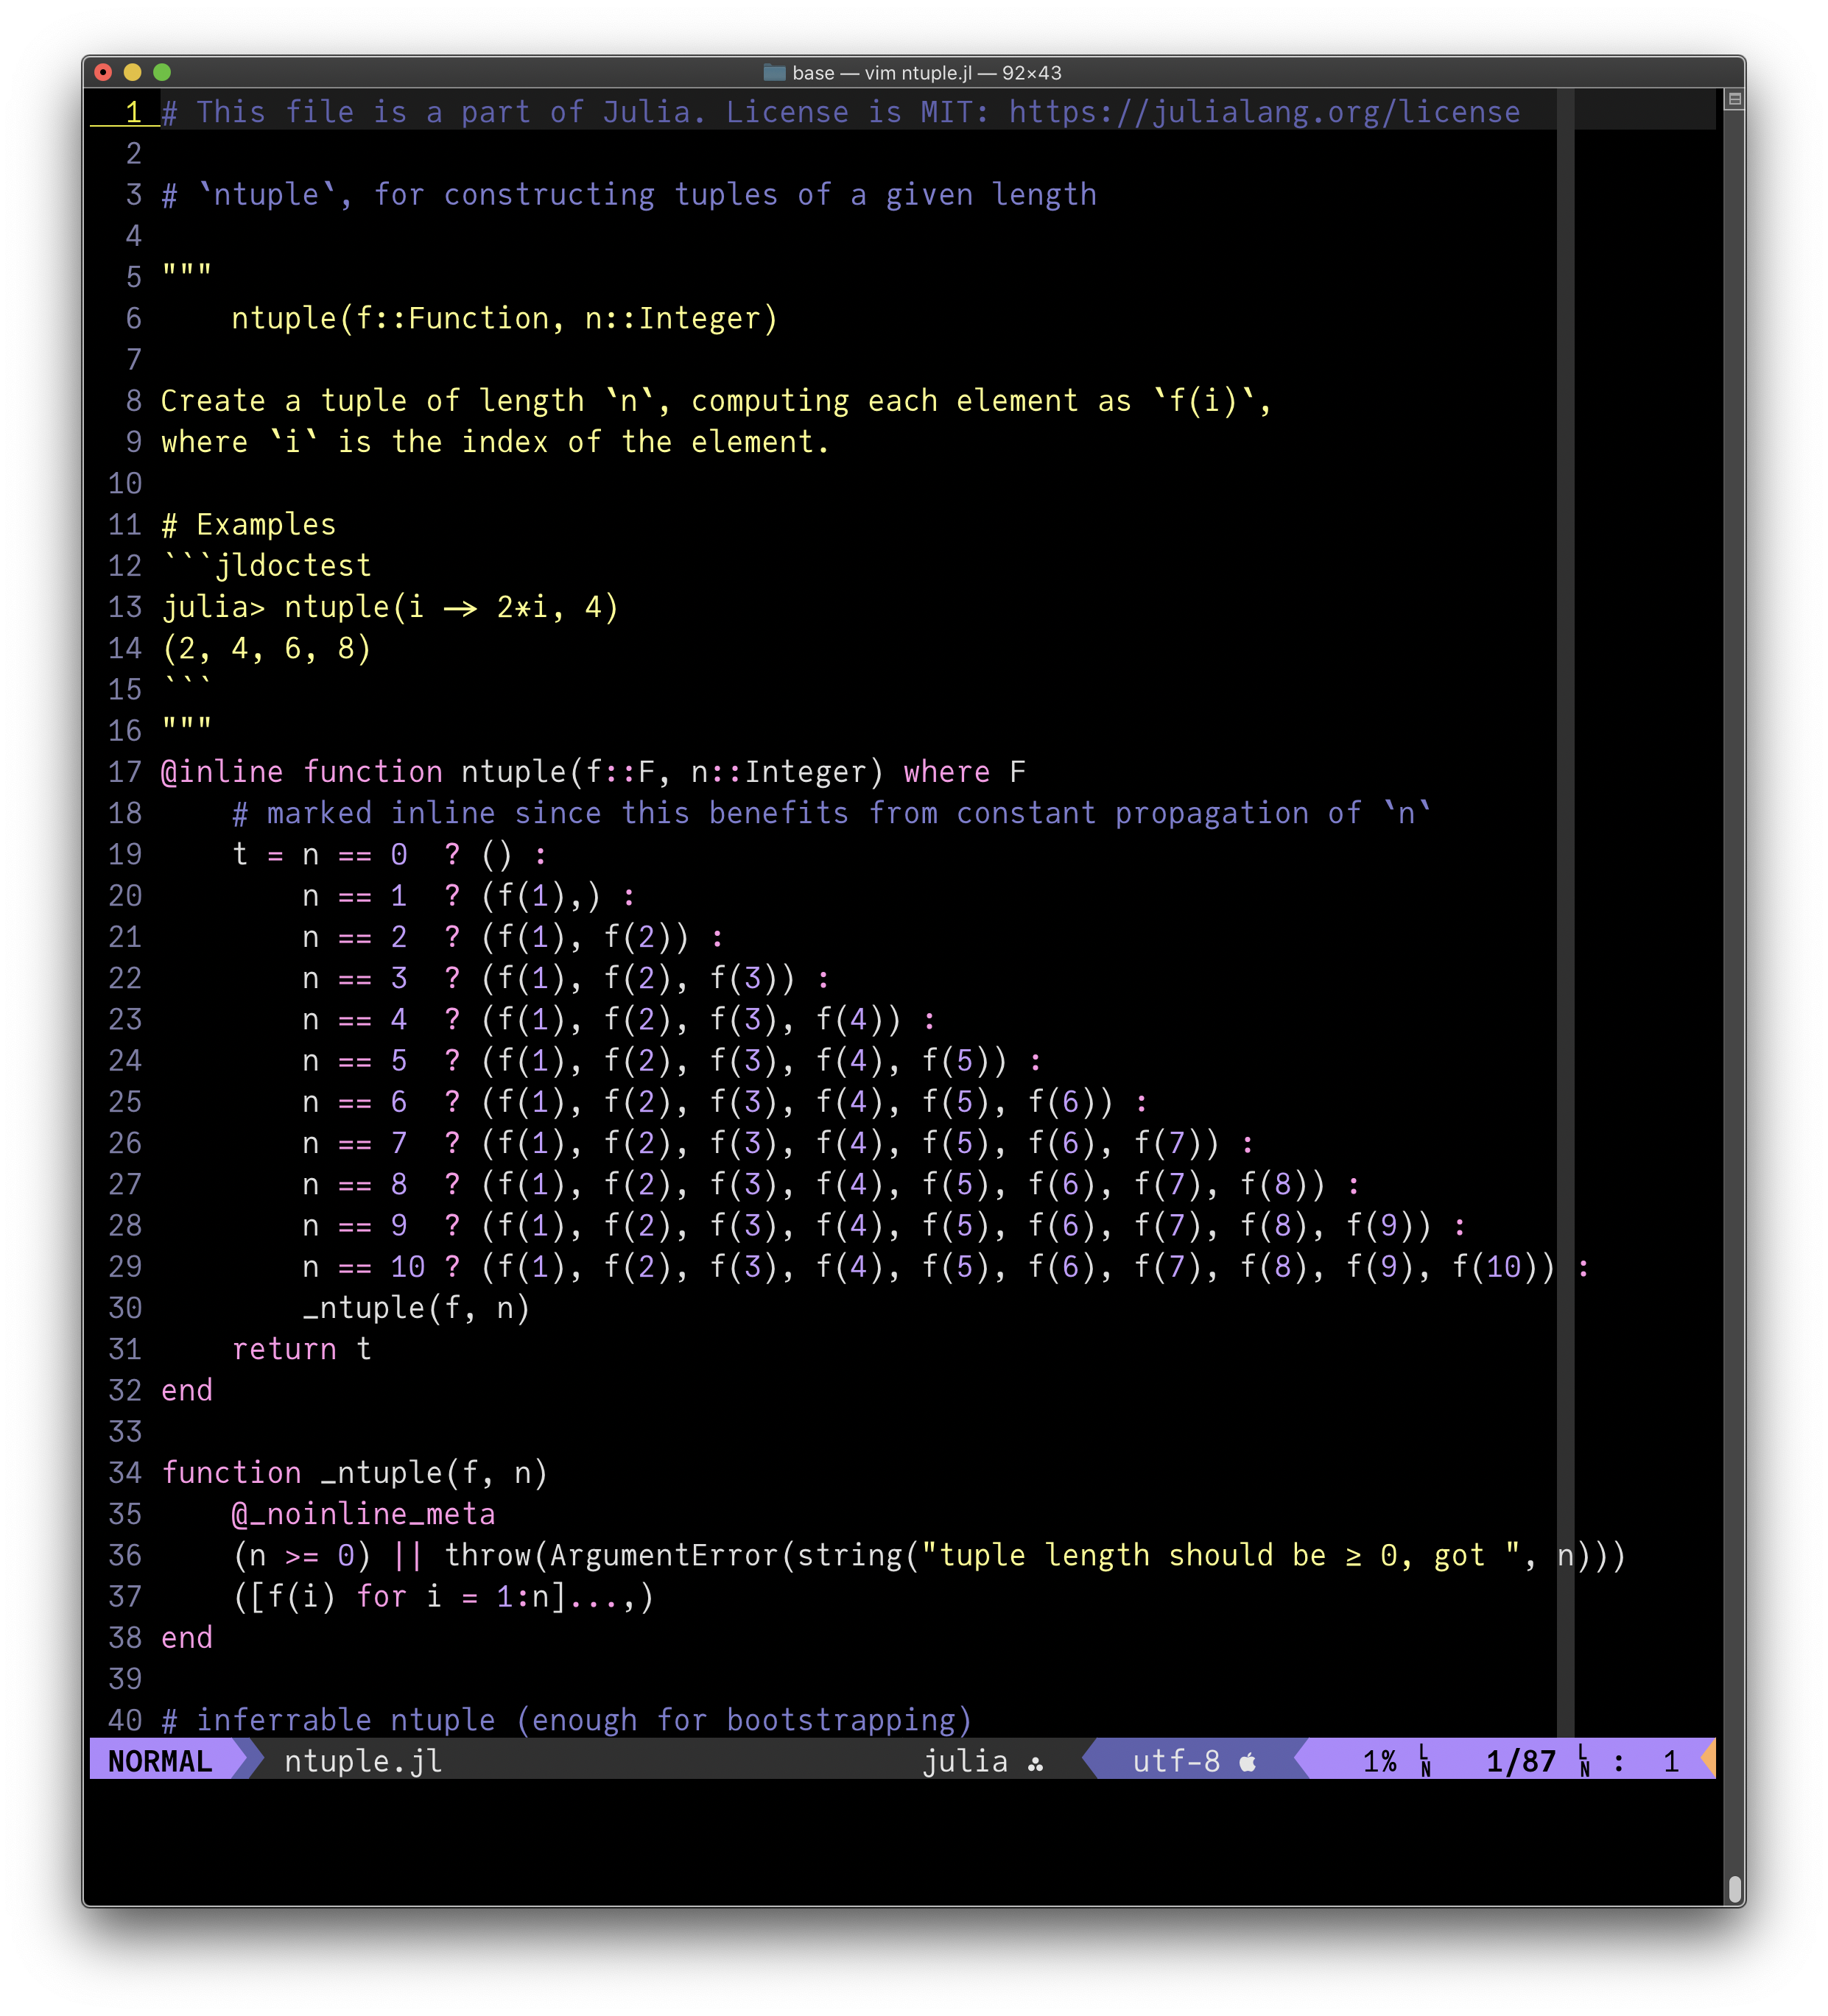 base — vim ntuple.jl — 92×43
1 # This file is a part of Julia. License is MIT: https://julialang.org/license
2
3 # `ntuple`, for constructing tuples of a given length
4
5 """
6     ntuple(f::Function, n::Integer)
7
8 Create a tuple of length `n`, computing each element as `f(i)`,
9 where `i` is the index of the element.
10
11 # Examples
12 ```jldoctest
13 julia> ntuple(i -> 2*i, 4)
14 (2, 4, 6, 8)
15 ```
16 """
17 @inline function ntuple(f::F, n::Integer) where F
18     # marked inline since this benefits from constant propagation of `n`
19     t = n == 0  ? () :
20         n == 1  ? (f(1),) :
21         n == 2  ? (f(1), f(2)) :
22         n == 3  ? (f(1), f(2), f(3)) :
23         n == 4  ? (f(1), f(2), f(3), f(4)) :
24         n == 5  ? (f(1), f(2), f(3), f(4), f(5)) :
25         n == 6  ? (f(1), f(2), f(3), f(4), f(5), f(6)) :
26         n == 7  ? (f(1), f(2), f(3), f(4), f(5), f(6), f(7)) :
27         n == 8  ? (f(1), f(2), f(3), f(4), f(5), f(6), f(7), f(8)) :
28         n == 9  ? (f(1), f(2), f(3), f(4), f(5), f(6), f(7), f(8), f(9)) :
29         n == 10 ? (f(1), f(2), f(3), f(4), f(5), f(6), f(7), f(8), f(9), f(10)) :
30         _ntuple(f, n)
31     return t
32 end
33
34 function _ntuple(f, n)
35     @_noinline_meta
36     (n >= 0) || throw(ArgumentError(string("tuple length should be ≥ 0, got ", n)))
37     ([f(i) for i = 1:n]...,)
38 end
39
40 # inferrable ntuple (enough for bootstrapping)
NORMAL ntuple.jl julia utf-8 1% LN 1/87 LN : 1